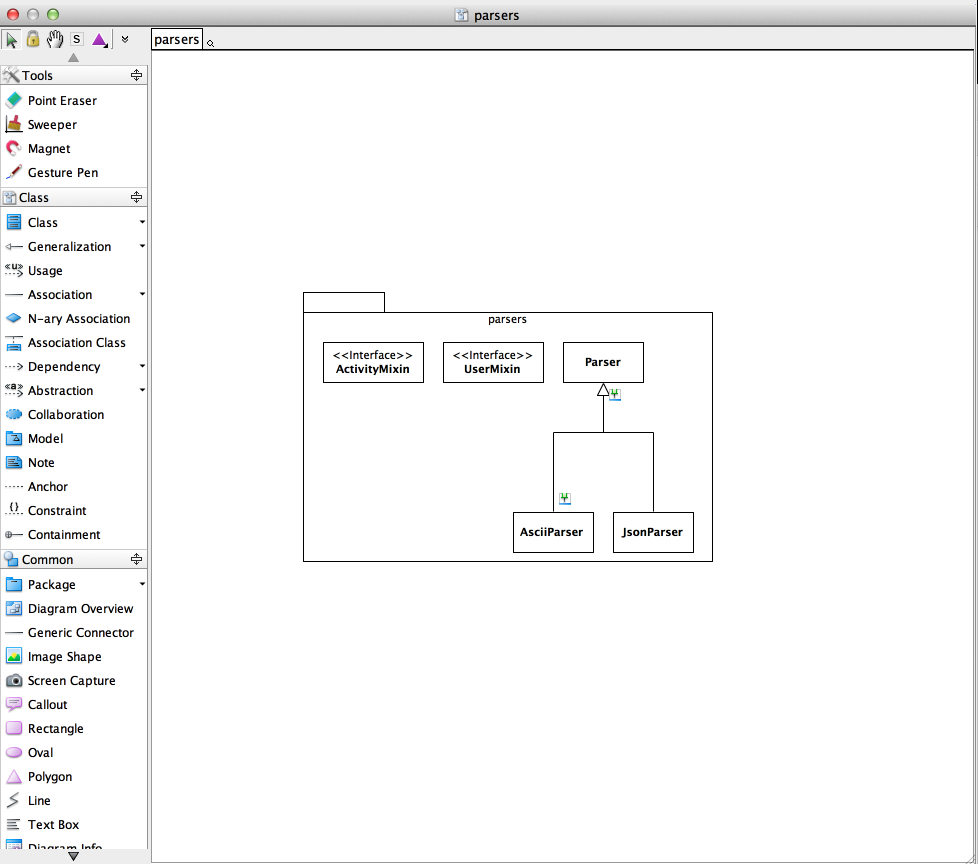 parsers
S
parsers
Tools
Point Eraser
Sweeper
Magnet
Gesture Pen
Class
Class
Generalization
<<u>> Usage
Association
N-ary Association
Association Class
Dependency
<<a>> Abstraction
Collaboration
Model
Note
Anchor
{} Constraint
Containment
Common
Package
Diagram Overview
Generic Connector
Image Shape
Screen Capture
Callout
Rectangle
Oval
Polygon
Line
Text Box
Diagram Info
parsers
<<Interface>>
ActivityMixin
<<Interface>>
UserMixin
Parser
AsciiParser
JsonParser